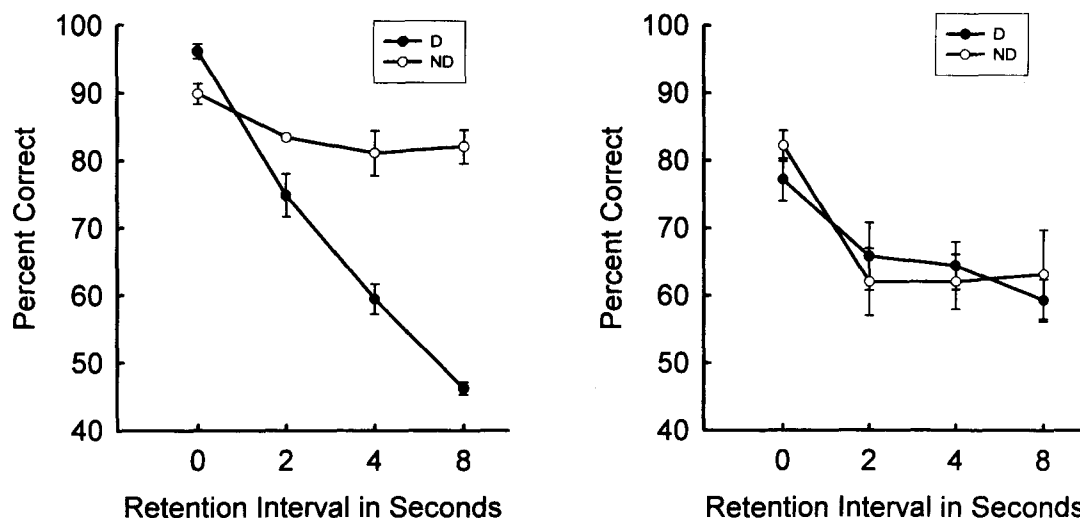 100
90
80
70
60
50
40
Percent Correct
D
ND
0 2 4 8
Retention Interval in Seconds
100
90
80
70
60
50
40
Percent Correct
D
ND
0 2 4 8
Retention Interval in Seconds